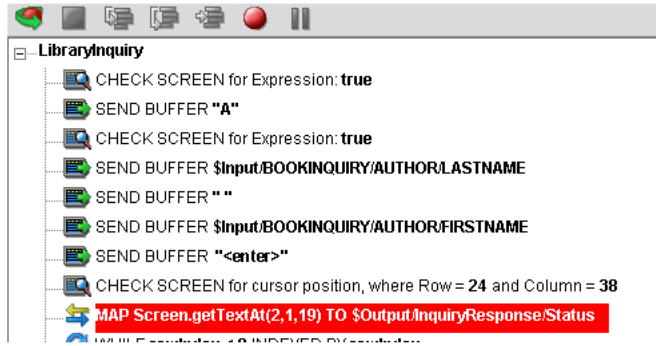 LibraryInquiry
CHECK SCREEN for Expression: true
SEND BUFFER "A"
CHECK SCREEN for Expression: true
SEND BUFFER $Input/BOOKINQUIRY/AUTHOR/LASTNAME
SEND BUFFER " "
SEND BUFFER $Input/BOOKINQUIRY/AUTHOR/FIRSTNAME
SEND BUFFER "<enter>"
CHECK SCREEN for cursor position, where Row = 24 and Column = 38
MAP Screen.getTextAt(2,1,19) TO $Output/InquiryResponse/Status